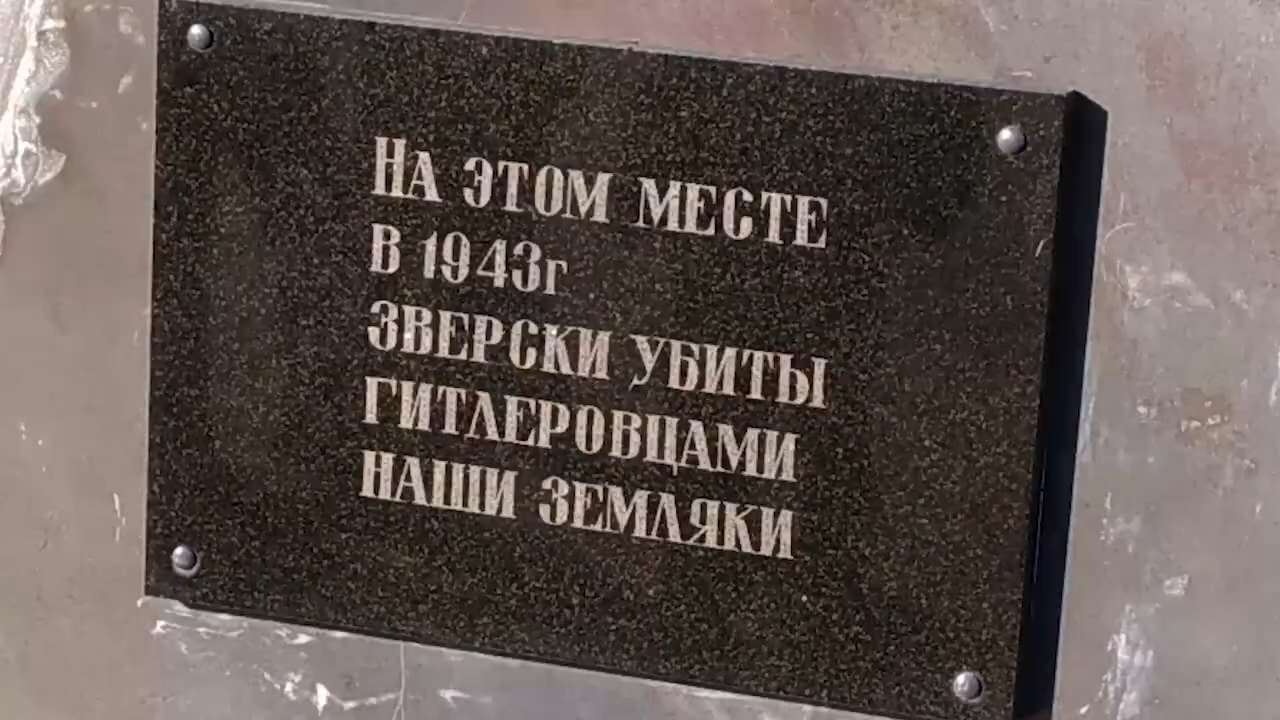 НА ЭТОМ МЕСТЕ
В 1943г
ЗВЕРСКИ УБИТЫ
ГИТЛЕРОВЦАМИ
НАШИ ЗЕМЛЯКИ